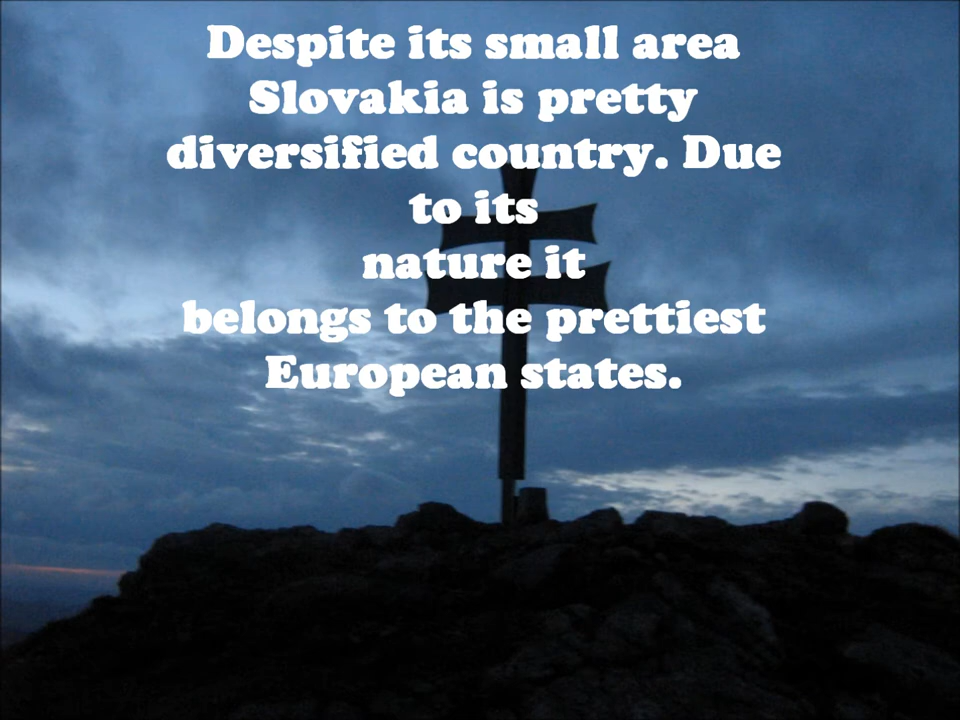 Despite its small area
Slovakia is pretty
diversified country. Due
to its
nature it
belongs to the prettiest
European states.